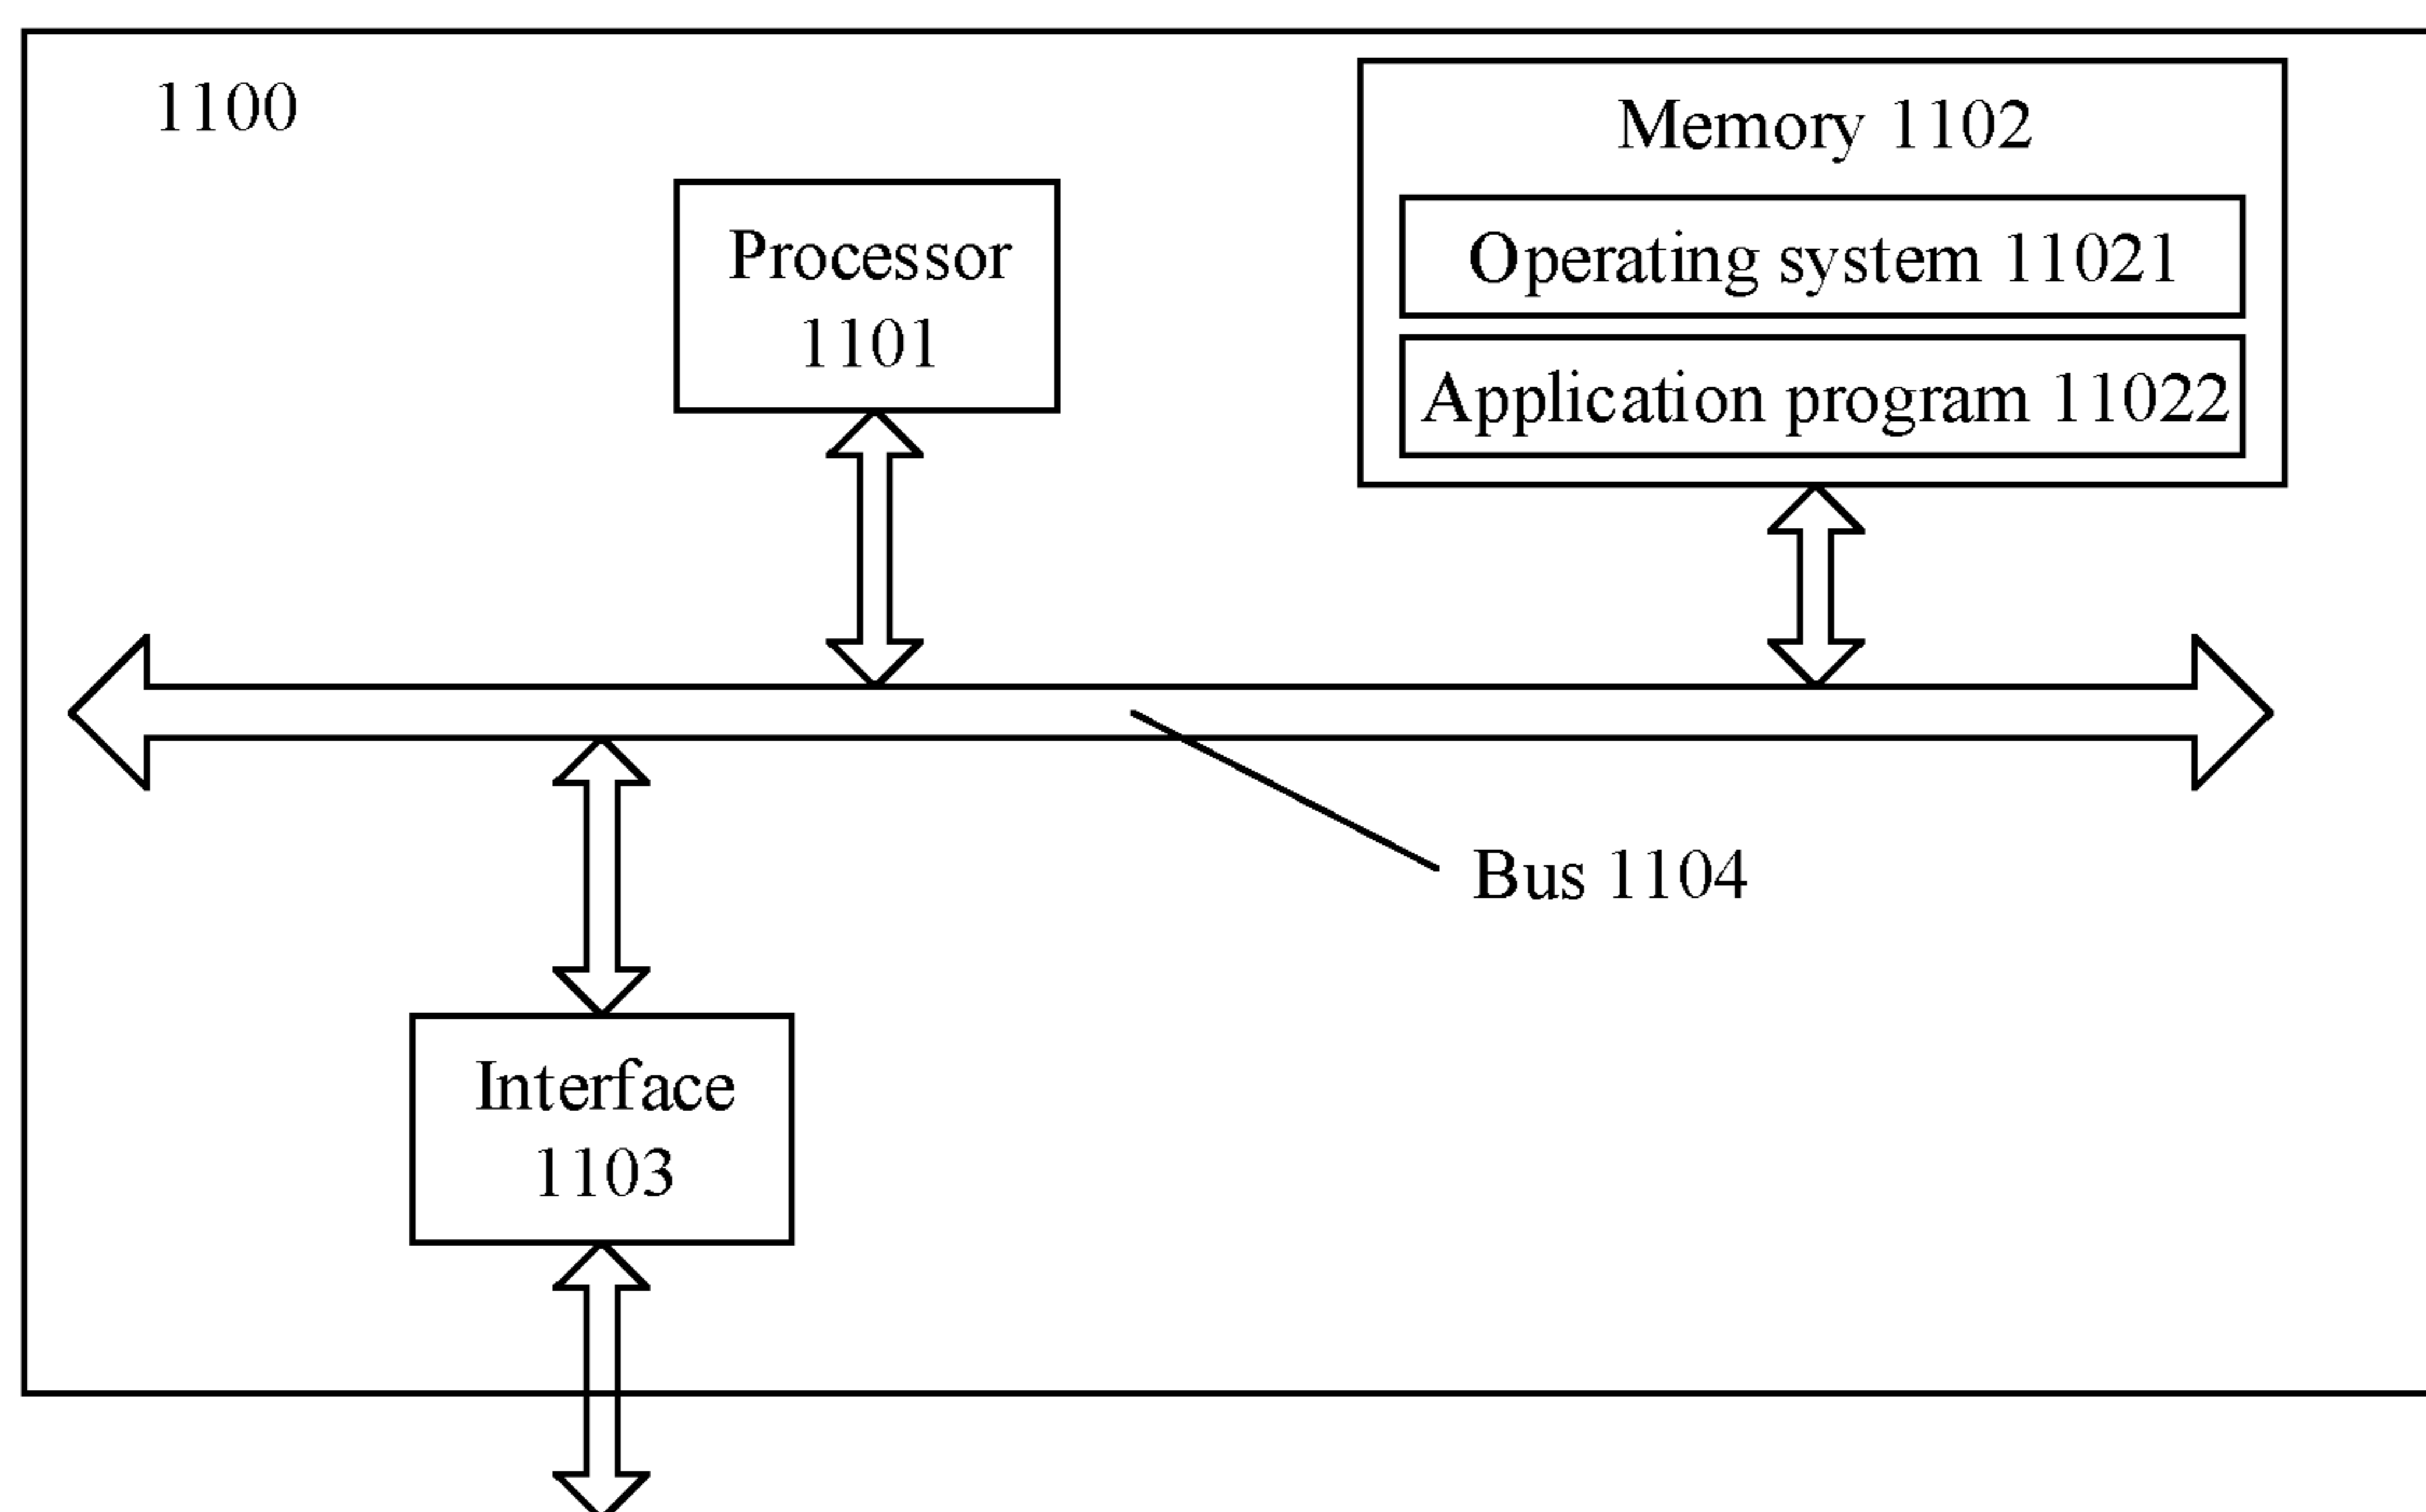 1100
Memory 1102
Processor
1101
Operating system 11021
Application program 11022
Bus 1104
Interface
1103